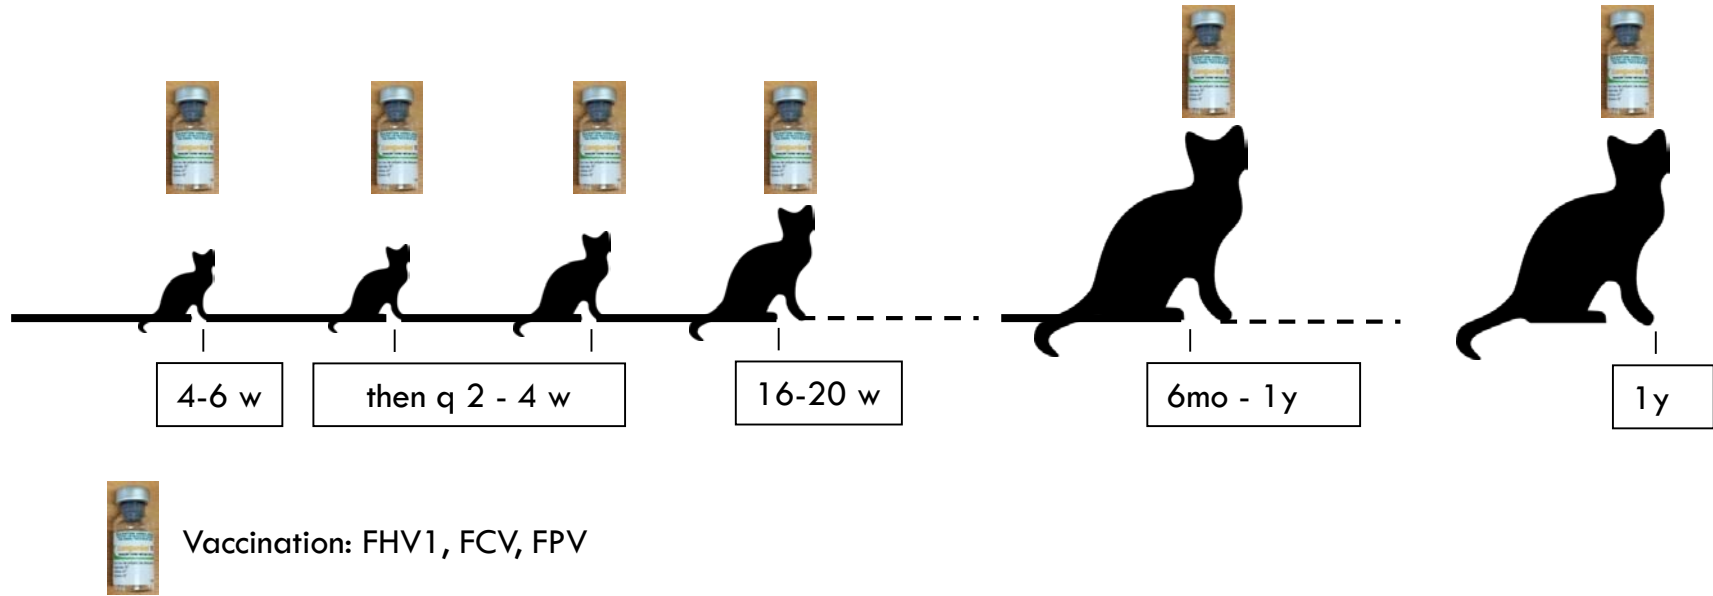 4-6 w
then q 2 - 4 w
16-20 w
6mo - 1y
1y
Vaccination: FHV1, FCV, FPV